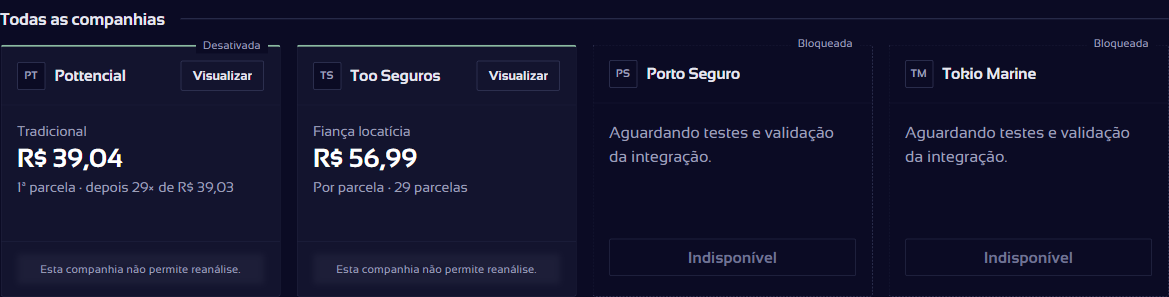 Todas as companhias
Desativada
PT Pottencial Visualizar
Tradicional
R$ 39,04
1ª parcela · depois 29× de R$ 39,03
Esta companhia não permite reanálise.
TS Too Seguros Visualizar
Fiança locatícia
R$ 56,99
Por parcela · 29 parcelas
Esta companhia não permite reanálise.
Bloqueada
PS Porto Seguro
Aguardando testes e validação
da integração.
Indisponível
Bloqueada
TM Tokio Marine
Aguardando testes e validação
da integração.
Indisponível